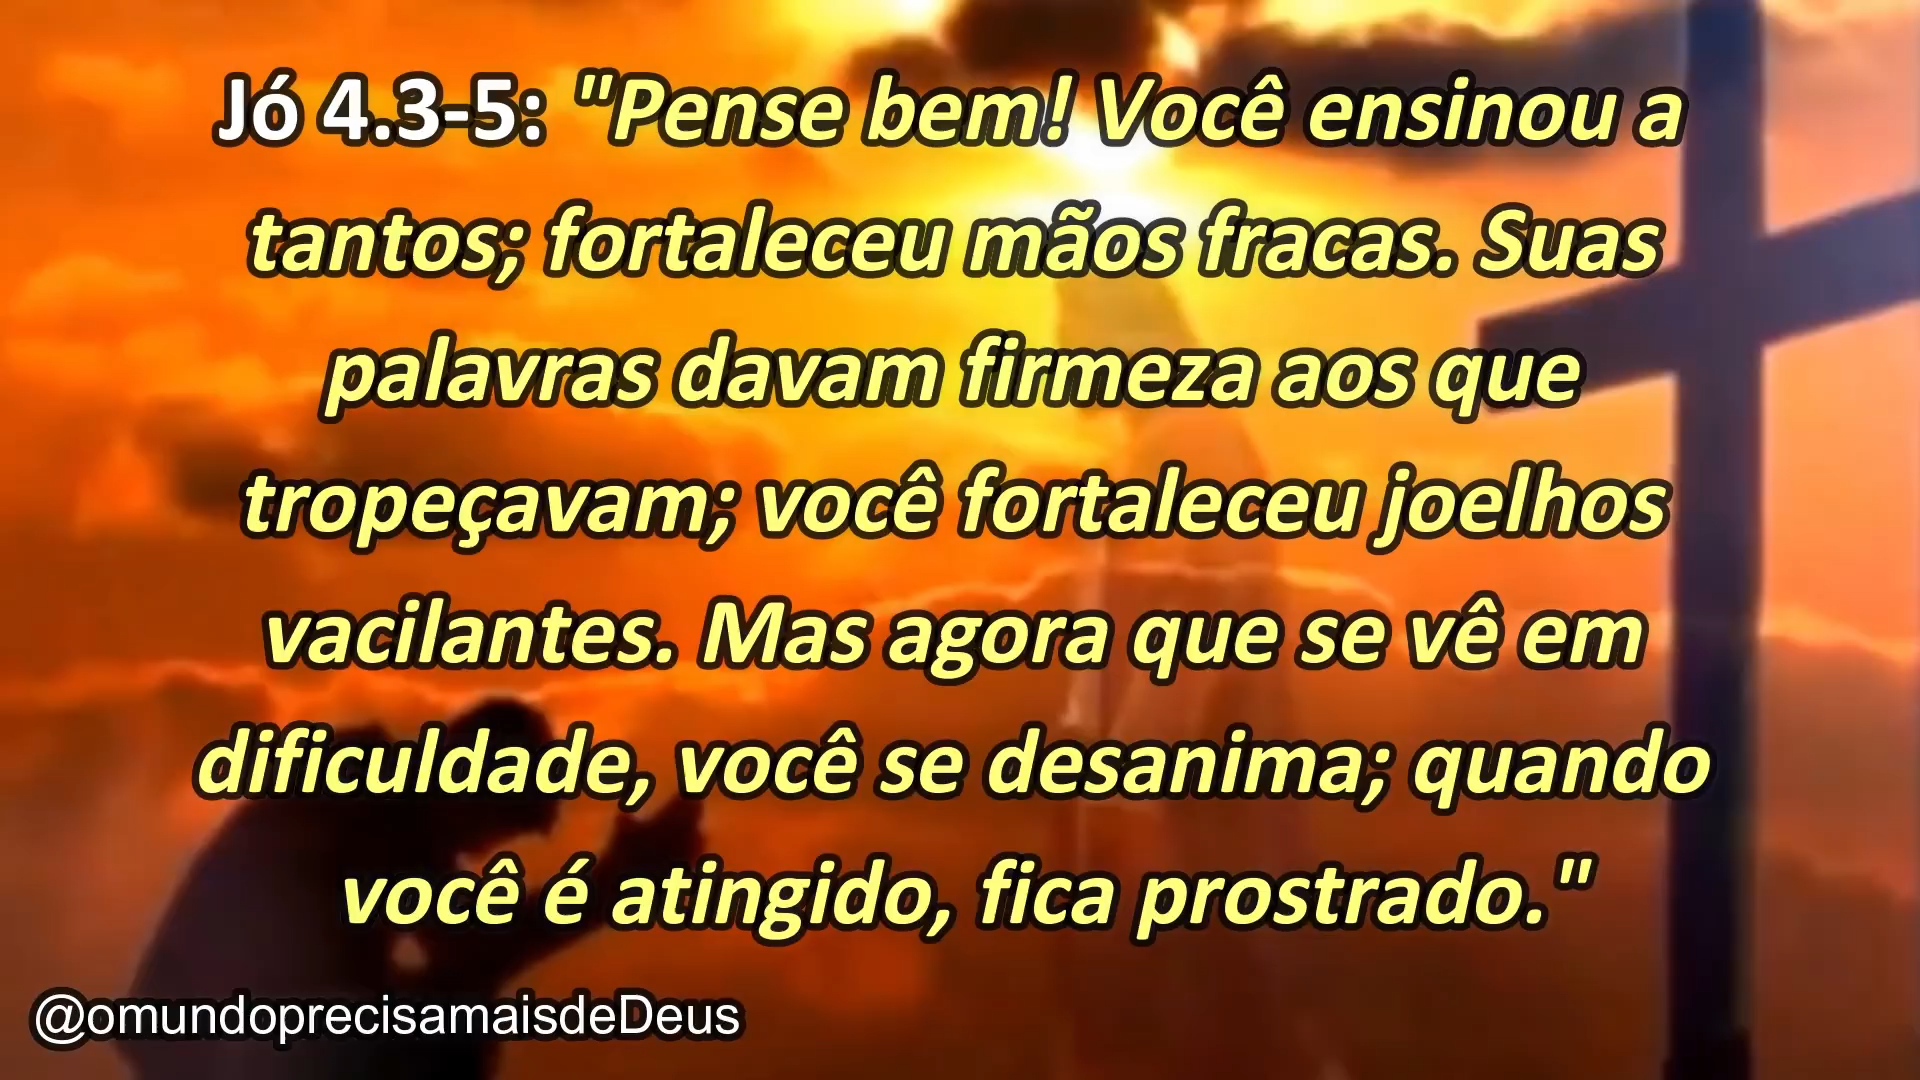 Jó 4.3-5: "Pense bem! Você ensinou a
tantos; fortaleceu mãos fracas. Suas
palavras davam firmeza aos que
tropeçavam; você fortaleceu joelhos
vacilantes. Mas agora que se vê em
dificuldade, você se desanima; quando
você é atingido, fica prostrado."
@omundoprecisamaisdeDeus